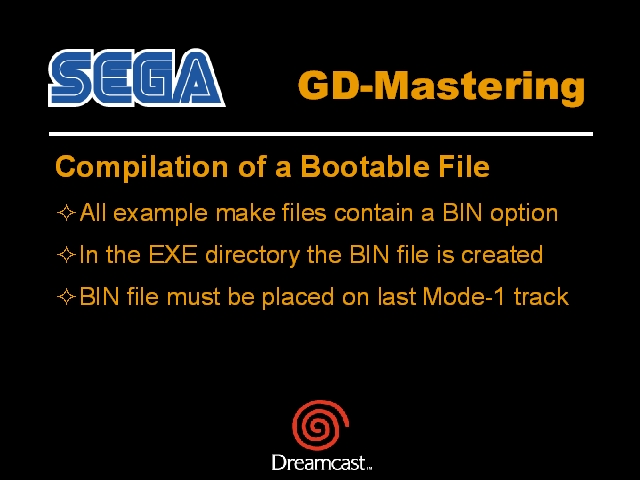 SEGA
GD-Mastering
Compilation of a Bootable File
All example make files contain a BIN option
In the EXE directory the BIN file is created
BIN file must be placed on last Mode-1 track
Dreamcast™